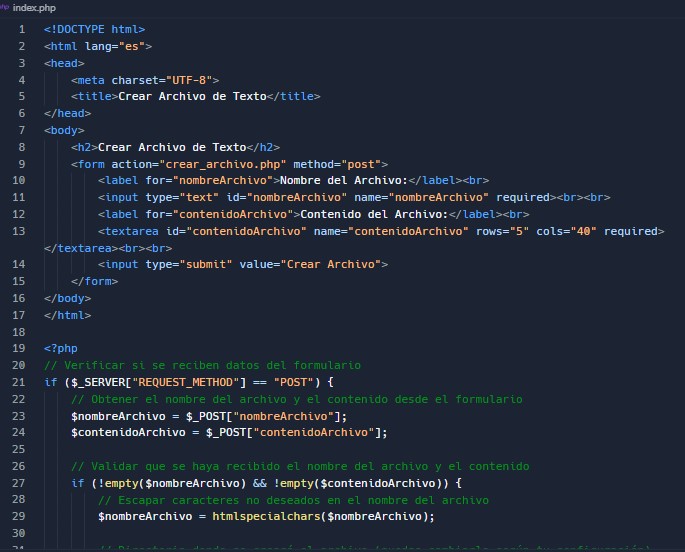 php index.php
1 <!DOCTYPE html>
2 <html lang="es">
3 <head>
4 <meta charset="UTF-8">
5 <title>Crear Archivo de Texto</title>
6 </head>
7 <body>
8 <h2>Crear Archivo de Texto</h2>
9 <form action="crear_archivo.php" method="post">
10 <label for="nombreArchivo">Nombre del Archivo:</label><br>
11 <input type="text" id="nombreArchivo" name="nombreArchivo" required><br><br>
12 <label for="contenidoArchivo">Contenido del Archivo:</label><br>
13 <textarea id="contenidoArchivo" name="contenidoArchivo" rows="5" cols="40" required>
</textarea><br><br>
14 <input type="submit" value="Crear Archivo">
15 </form>
16 </body>
17 </html>
18
19 <?php
20 // Verificar si se reciben datos del formulario
21 if ($_SERVER["REQUEST_METHOD"] == "POST") {
22 // Obtener el nombre del archivo y el contenido desde el formulario
23 $nombreArchivo = $_POST["nombreArchivo"];
24 $contenidoArchivo = $_POST["contenidoArchivo"];
25
26 // Validar que se haya recibido el nombre del archivo y el contenido
27 if (!empty($nombreArchivo) && !empty($contenidoArchivo)) {
28 // Escapar caracteres no deseados en el nombre del archivo
29 $nombreArchivo = htmlspecialchars($nombreArchivo);
30